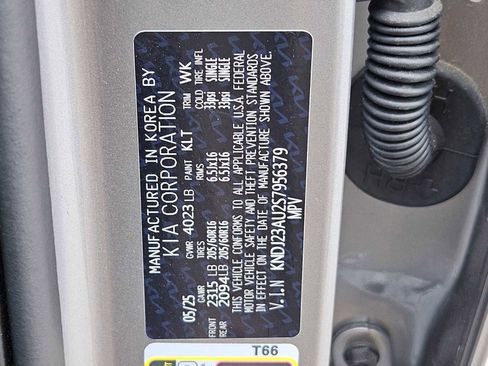 MANUFACTURED IN KOREA BY
KIA CORPORATION
05/25 GVWR 4023 LB PAINT KLT TRIM WK
GAWR TIRES RIMS COLD TIRE INFL
FRONT 2315 LB 205/60R16 6.5Jx16 33psi SINGLE
REAR 2094 LB 205/60R16 6.5Jx16 33psi SINGLE
THIS VEHICLE CONFORMS TO ALL APPLICABLE U.S.A. FEDERAL
MOTOR VEHICLE SAFETY AND THEFT PREVENTION STANDARDS
IN EFFECT ON THE DATE OF MANUFACTURE SHOWN ABOVE.
V.I.N KNDJ23AU2S7956379
MPV
T66